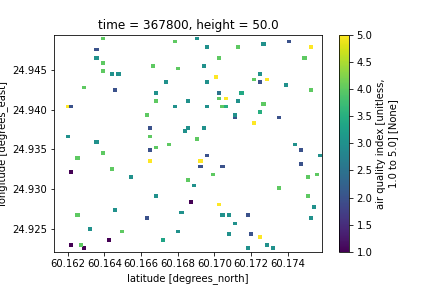 time = 367800, height = 50.0
24.945
24.940
24.935
24.930
24.925
longitude [degrees_east]
60.162 60.164 60.166 60.168 60.170 60.172 60.174
latitude [degrees_north]
5.0
4.5
4.0
3.5
3.0
2.5
2.0
1.5
1.0
air quality index [unitless,
1.0 to 5.0] [None]